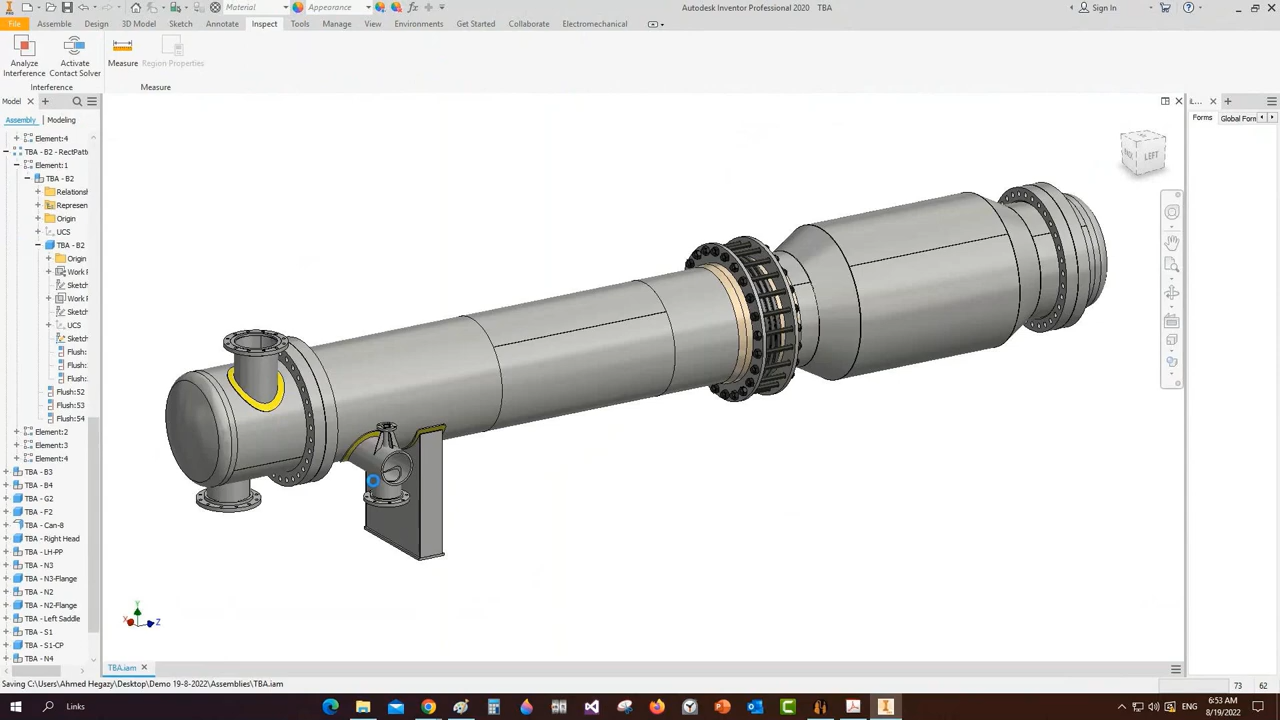 Material
Appearance
Autodesk Inventor Professional 2020 TBA
Sign In
File Assemble Design 3D Model Sketch Annotate Inspect Tools Manage View Environments Get Started Collaborate Electromechanical
Analyze
Interference
Activate
Contact Solver
Measure
Region Properties
Interference
Measure
Model
Assembly Modeling
Element:4
TBA - B2 - RectPatt
Element:1
TBA - B2
Relationsh
Represen
Origin
UCS
TBA - B2
Origin
Work F
Sketch
Work F
Sketch
UCS
Sketch
Flush:
Flush:
Flush:
Flush:52
Flush:53
Flush:54
Element:2
Element:3
Element:4
TBA - B3
TBA - B4
TBA - G2
TBA - F2
TBA - Can-8
TBA - Right Head
TBA - LH-PP
TBA - N3
TBA - N3-Flange
TBA - N2
TBA - N2-Flange
TBA - Left Saddle
TBA - S1
TBA - S1-CP
TBA - N4
LEFT
Forms Global Forn
Y
X
Z
TBA.iam
Saving C:\Users\Ahmed Hegazy\Desktop\Demo 19-8-2022\Assemblies\TBA.iam
73 62
Links
6:53 AM
8/19/2022